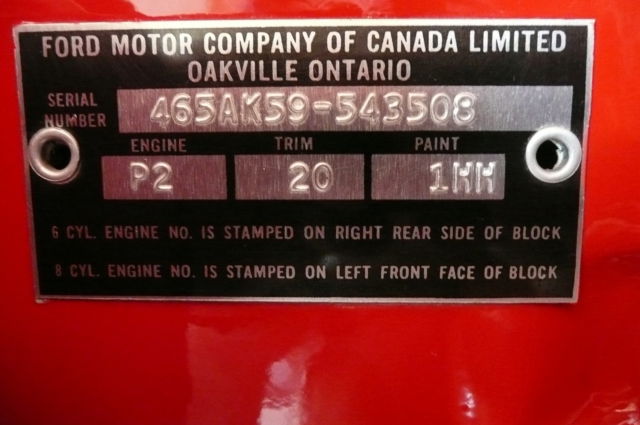 FORD MOTOR COMPANY OF CANADA LIMITED
OAKVILLE ONTARIO
SERIAL NUMBER 465AK59-543508
ENGINE TRIM PAINT
P2 20 1HH
6 CYL. ENGINE NO. IS STAMPED ON RIGHT REAR SIDE OF BLOCK
8 CYL. ENGINE NO. IS STAMPED ON LEFT FRONT FACE OF BLOCK